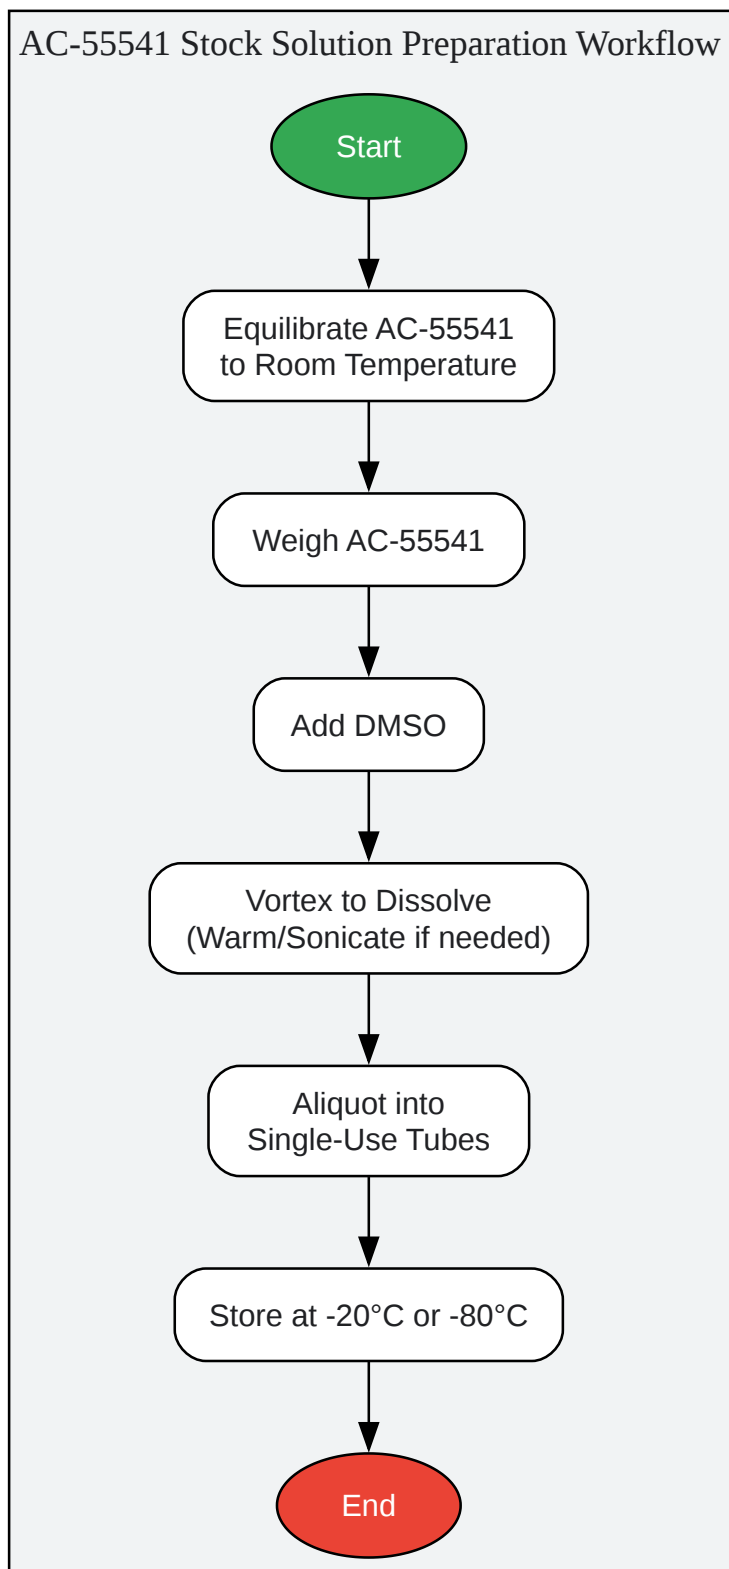 AC-55541 Stock Solution Preparation Workflow
Start
Equilibrate AC-55541
to Room Temperature
Weigh AC-55541
Add DMSO
Vortex to Dissolve
(Warm/Sonicate if needed)
Aliquot into
Single-Use Tubes
Store at -20°C or -80°C
End